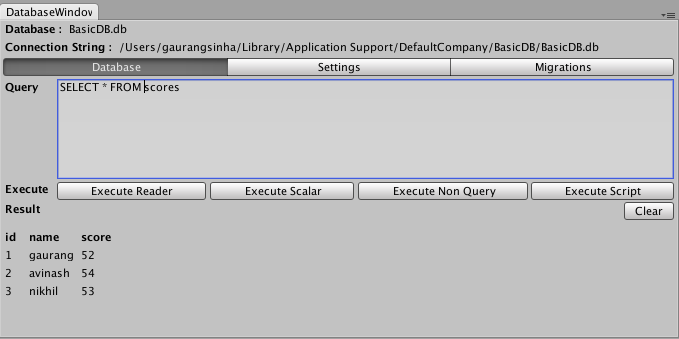 DatabaseWindow
Database : BasicDB.db
Connection String : /Users/gaurangsinha/Library/Application Support/DefaultCompany/BasicDB/BasicDB.db
Database Settings Migrations
Query SELECT * FROM scores
Execute Execute Reader Execute Scalar Execute Non Query Execute Script
Result Clear
id name score
1 gaurang 52
2 avinash 54
3 nikhil 53